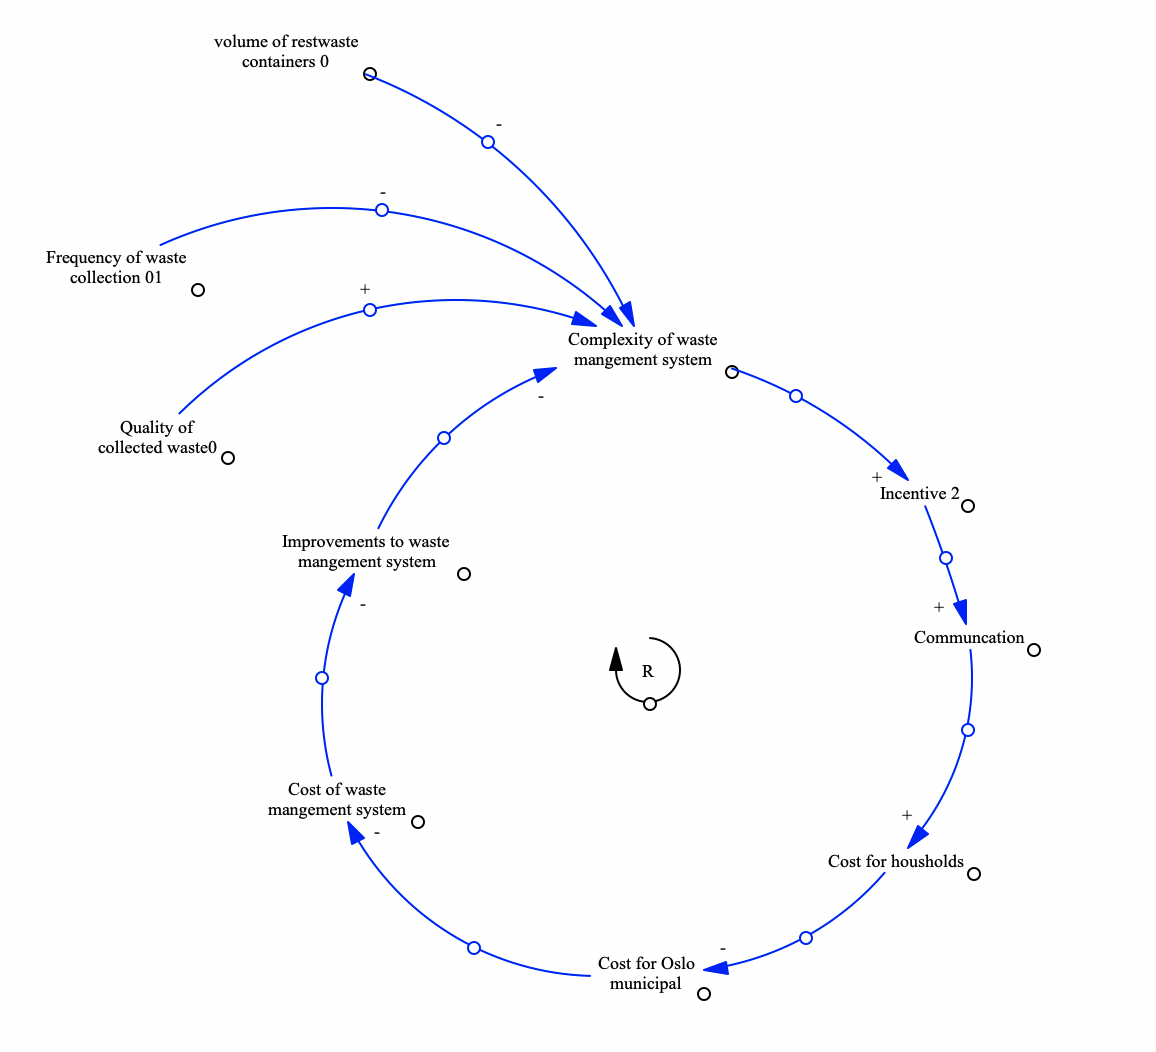 volume of restwaste
containers 0
-
-
Frequency of waste
collection 01
+
Complexity of waste
mangement system
-
Quality of
collected waste0
+
Incentive 2
Improvements to waste
mangement system
-
+
Communcation
R
Cost of waste
mangement system
-
+
Cost for housholds
-
Cost for Oslo
municipal